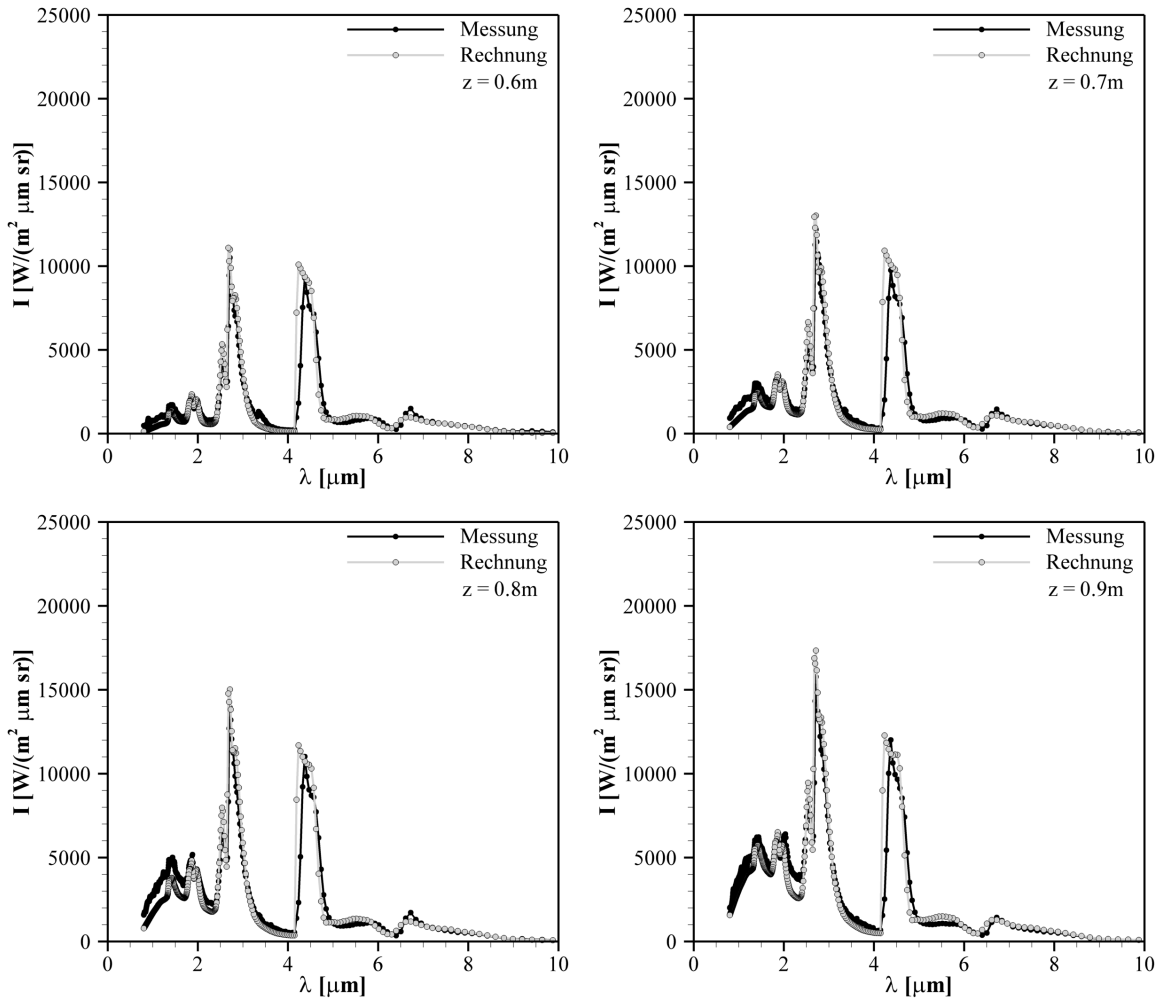 25000
20000
15000
10000
5000
0
I [W/(m² μm sr)]
0 2 4 6 8 10
λ [μm]
Messung
Rechnung
z = 0.6m
25000
20000
15000
10000
5000
0
I [W/(m² μm sr)]
0 2 4 6 8 10
λ [μm]
Messung
Rechnung
z = 0.7m
25000
20000
15000
10000
5000
0
I [W/(m² μm sr)]
0 2 4 6 8 10
λ [μm]
Messung
Rechnung
z = 0.8m
25000
20000
15000
10000
5000
0
I [W/(m² μm sr)]
0 2 4 6 8 10
λ [μm]
Messung
Rechnung
z = 0.9m